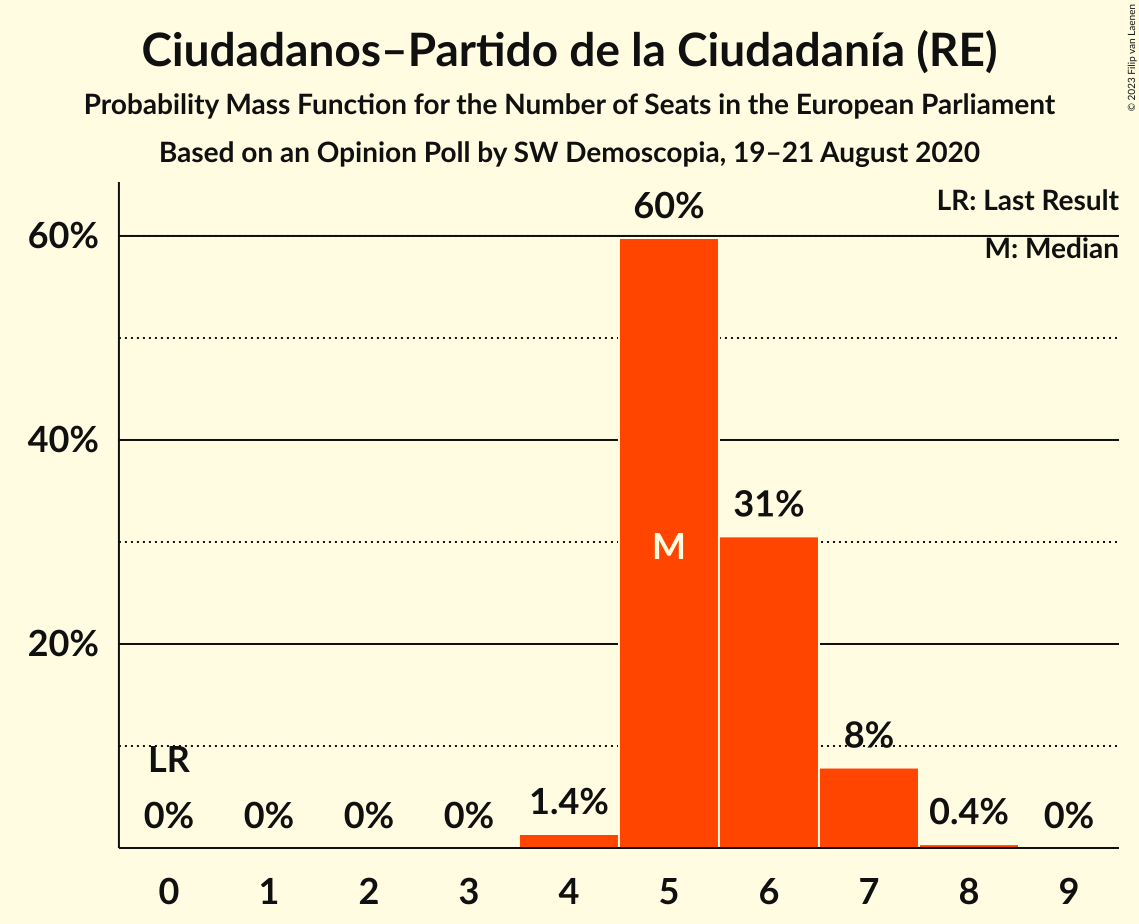 Ciudadanos–Partido de la Ciudadanía (RE)
Probability Mass Function for the Number of Seats in the European Parliament
Based on an Opinion Poll by SW Demoscopia, 19–21 August 2020
© 2023 Filip van Laenen
LR: Last Result
M: Median
60%
40%
20%
60%
31%
8%
1.4%
0.4%
M
LR
0%
0%
0%
0%
0%
0
1
2
3
4
5
6
7
8
9